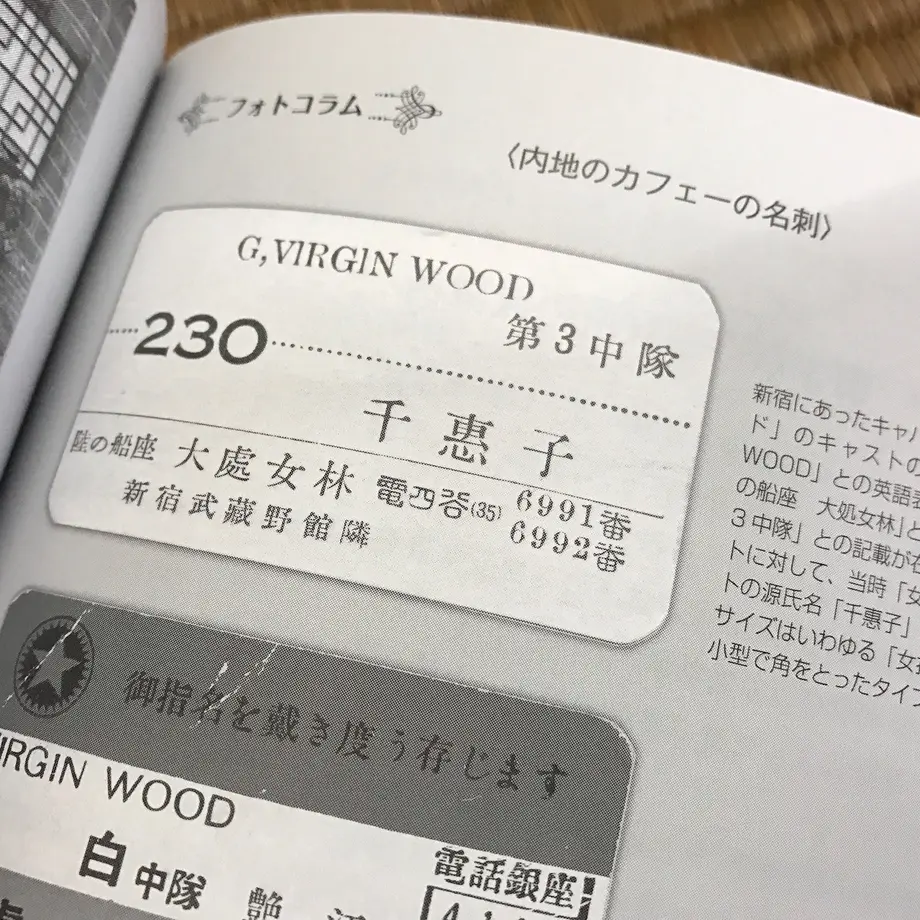 フォトコラム
〈内地のカフェーの名刺〉
G,VIRGIN WOOD
第3中隊
230
千惠子
陸の船座 大處女林 電四谷(35) 6991番
6992番
新宿武藏野館隣
新宿にあったキャバ
ド」のキャストの
WOOD」との英語
の船座 大処女林」と
3中隊」との記載が
トに対して、当時「女
トの源氏名「千惠子」
サイズはいわゆる「女
小型で角をとったタイプ
御指名を戴き度う存じます
IRGIN WOOD
白中隊
電話銀座